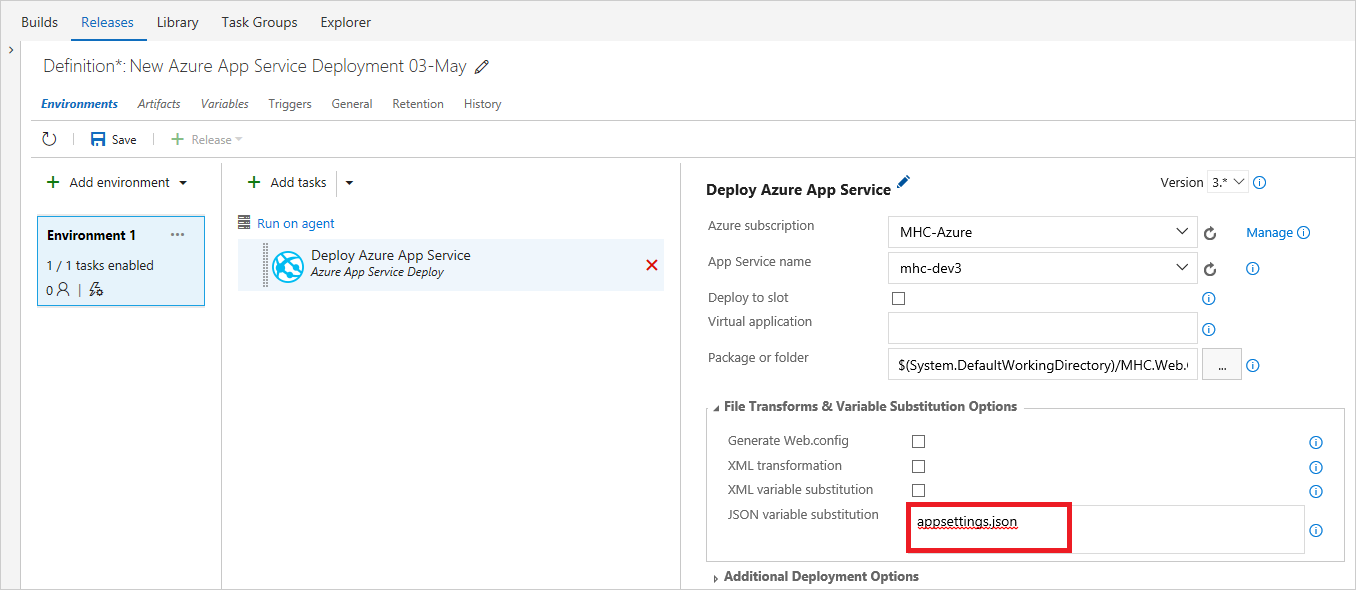 Builds Releases Library Task Groups Explorer
Definition*: New Azure App Service Deployment 03-May
Environments Artifacts Variables Triggers General Retention History
Save Release
Add environment
Environment 1 ...
1 / 1 tasks enabled
0
Add tasks
Run on agent
Deploy Azure App Service
Azure App Service Deploy
Deploy Azure App Service Version 3.*
Azure subscription MHC-Azure Manage
App Service name mhc-dev3
Deploy to slot
Virtual application
Package or folder $(System.DefaultWorkingDirectory)/MHC.Web. ...
File Transforms & Variable Substitution Options
Generate Web.config
XML transformation
XML variable substitution
JSON variable substitution appsettings.json
Additional Deployment Options